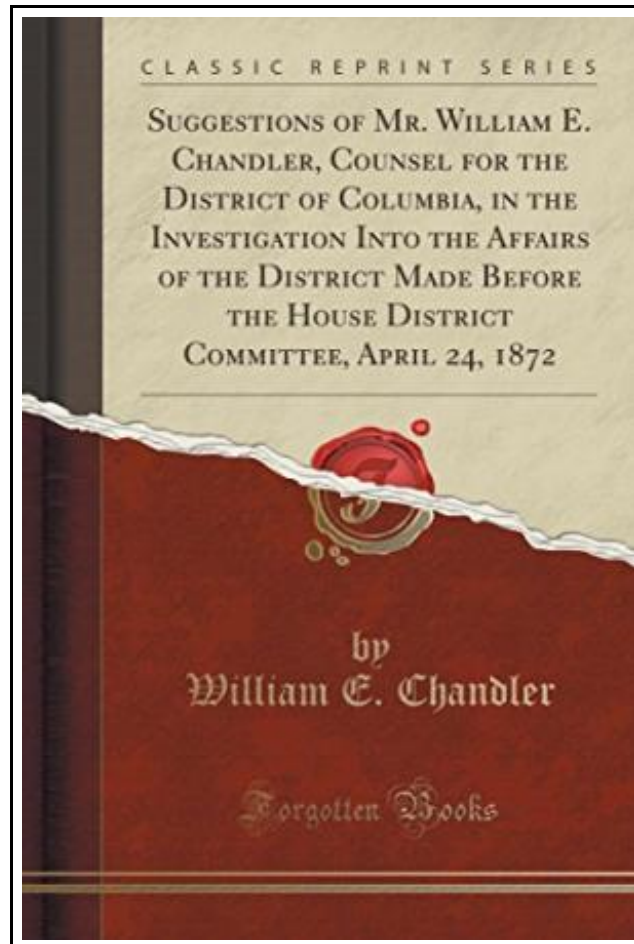 CLASSIC REPRINT SERIES
SUGGESTIONS OF MR. WILLIAM E.
CHANDLER, COUNSEL FOR THE
DISTRICT OF COLUMBIA, IN THE
INVESTIGATION INTO THE AFFAIRS
OF THE DISTRICT MADE BEFORE
THE HOUSE DISTRICT
COMMITTEE, APRIL 24, 1872
by
William E. Chandler
Forgotten Books